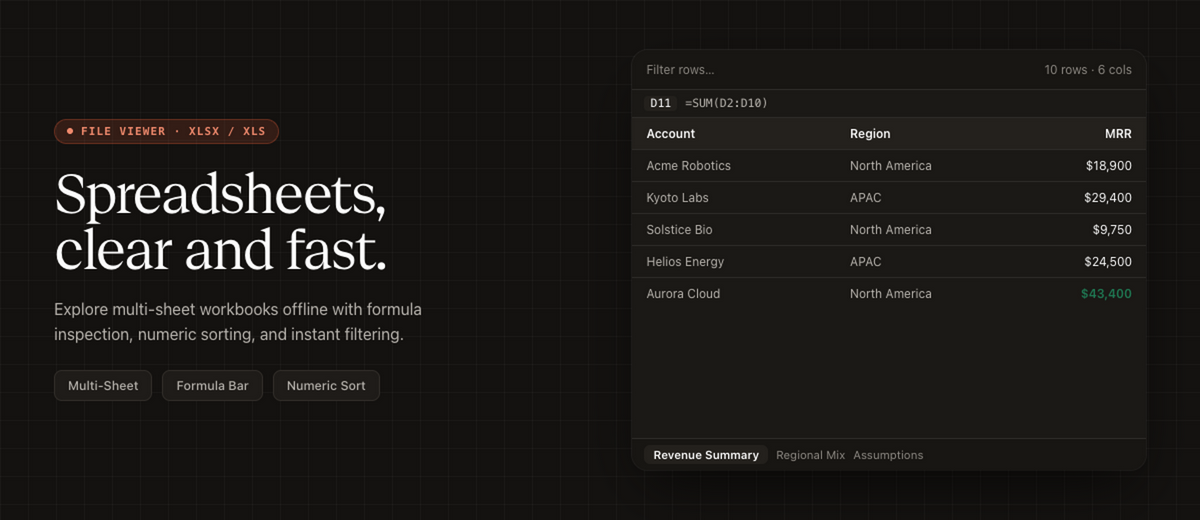 FILE VIEWER · XLSX / XLS
Spreadsheets,
clear and fast.
Explore multi-sheet workbooks offline with formula
inspection, numeric sorting, and instant filtering.
Multi-Sheet Formula Bar Numeric Sort
Filter rows... 10 rows · 6 cols
D11 =SUM(D2:D10)
Account Region MRR
Acme Robotics North America $18,900
Kyoto Labs APAC $29,400
Solstice Bio North America $9,750
Helios Energy APAC $24,500
Aurora Cloud North America $43,400
Revenue Summary Regional Mix Assumptions